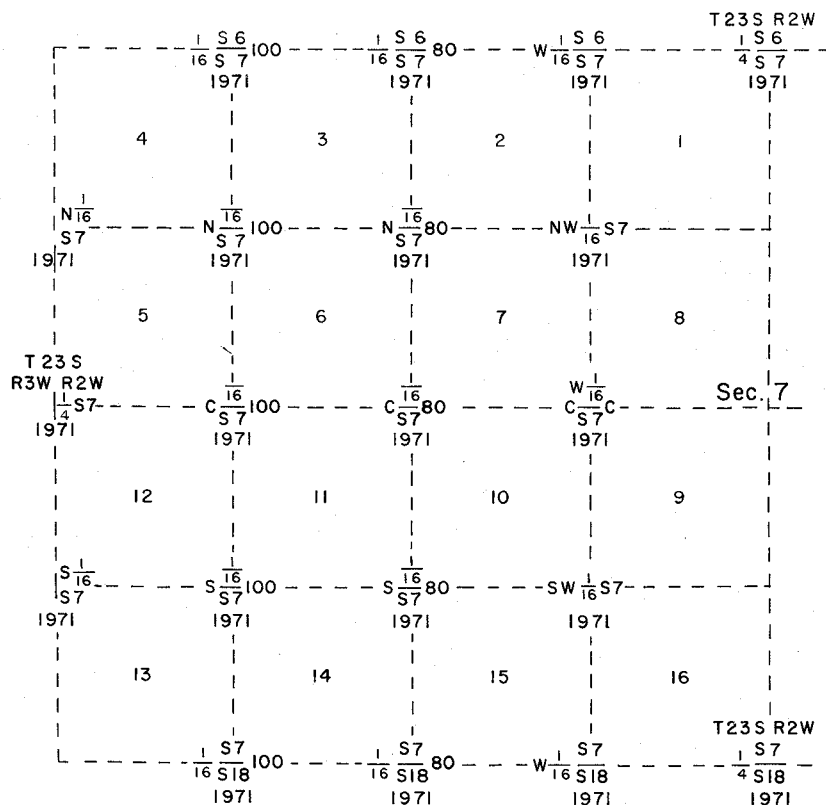 T23S R2W
1/16 S6/S7 100 1/16 S6/S7 80 W 1/16 S6/S7 1/4 S6/S7
1971 1971 1971 1971
4 3 2 1
N 1/16 S7 N 1/16 S7 100 N 1/16 S7 80 NW 1/16 S7
1971 1971 1971 1971
5 6 7 8
T23S
R3W R2W
1/4 S7 C 1/16 S7 100 C 1/16 S7 80 W 1/16 C S7 C Sec. 7
1971 1971 1971 1971
12 11 10 9
S 1/16 S7 S 1/16 S7 100 S 1/16 S7 80 SW 1/16 S7
1971 1971 1971 1971
13 14 15 16
T23S R2W
1/16 S7/S18 100 1/16 S7/S18 80 W 1/16 S7/S18 1/4 S7/S18
1971 1971 1971 1971